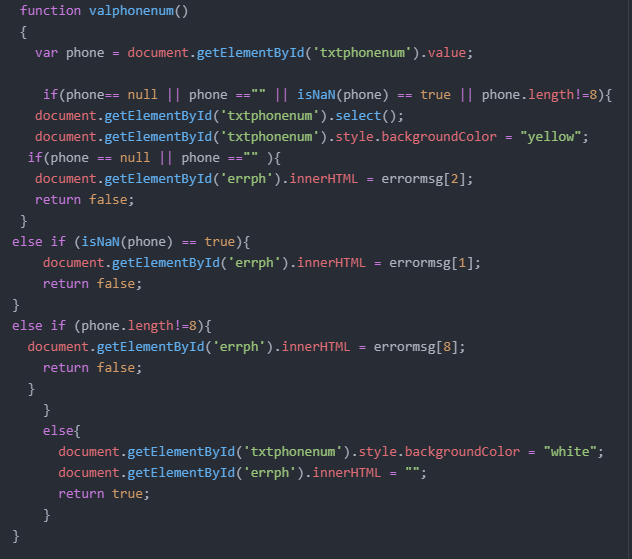 function valphonenum()
{
var phone = document.getElementById('txtphonenum').value;
if(phone== null || phone =="" || isNaN(phone) == true || phone.length!=8){
document.getElementById('txtphonenum').select();
document.getElementById('txtphonenum').style.backgroundColor = "yellow";
if(phone == null || phone =="" ){
document.getElementById('errph').innerHTML = errormsg[2];
return false;
}
else if (isNaN(phone) == true){
document.getElementById('errph').innerHTML = errormsg[1];
return false;
}
else if (phone.length!=8){
document.getElementById('errph').innerHTML = errormsg[8];
return false;
}
}
else{
document.getElementById('txtphonenum').style.backgroundColor = "white";
document.getElementById('errph').innerHTML = "";
return true;
}
}